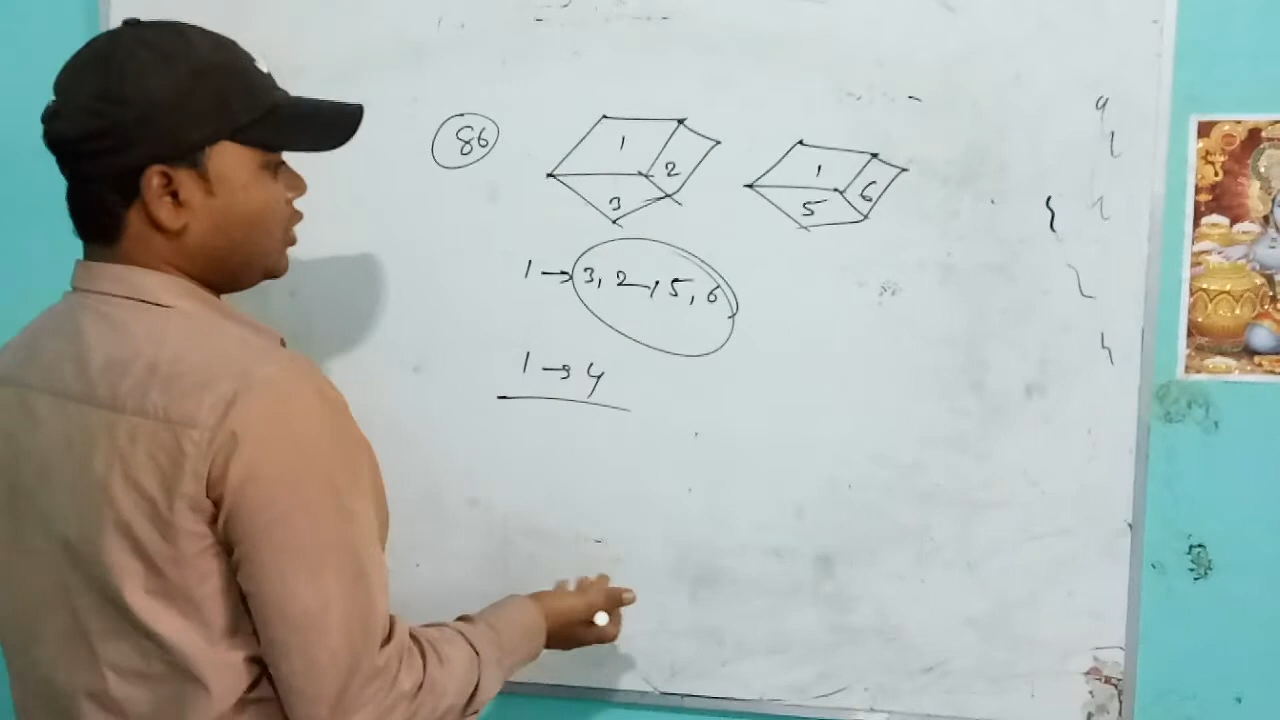 86
1 2 3
1 6 5
1 → 3, 2, 5, 6
1 → 4